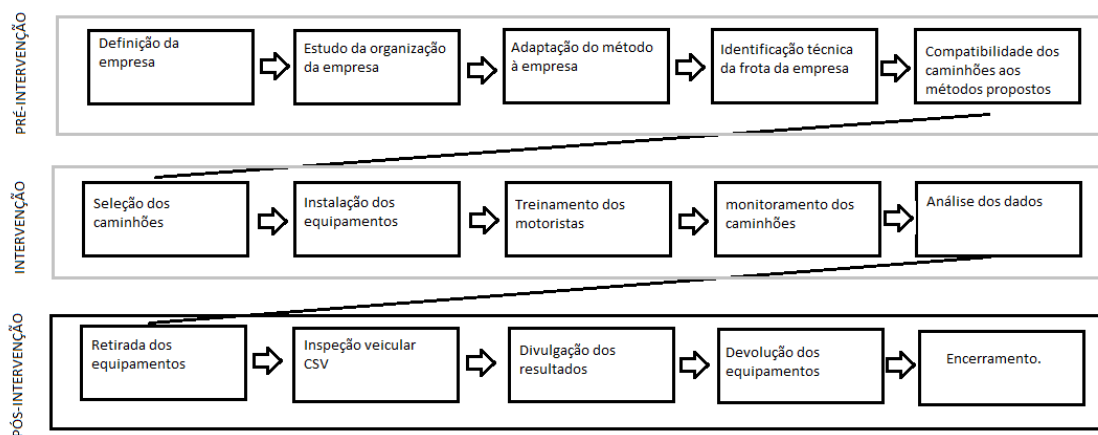 PRÉ-INTERVENÇÃO
Definição da
empresa
Estudo da organização
da empresa
Adaptação do método
à empresa
Identificação técnica
da frota da empresa
Compatibilidade dos
caminhões aos
métodos propostos
INTERVENÇÃO
Seleção dos
caminhões
Instalação dos
equipamentos
Treinamento dos
motoristas
monitoramento dos
caminhões
Análise dos dados
PÓS-INTERVENÇÃO
Retirada dos
equipamentos
Inspeção veicular
CSV
Divulgação dos
resultados
Devolução dos
equipamentos
Encerramento.